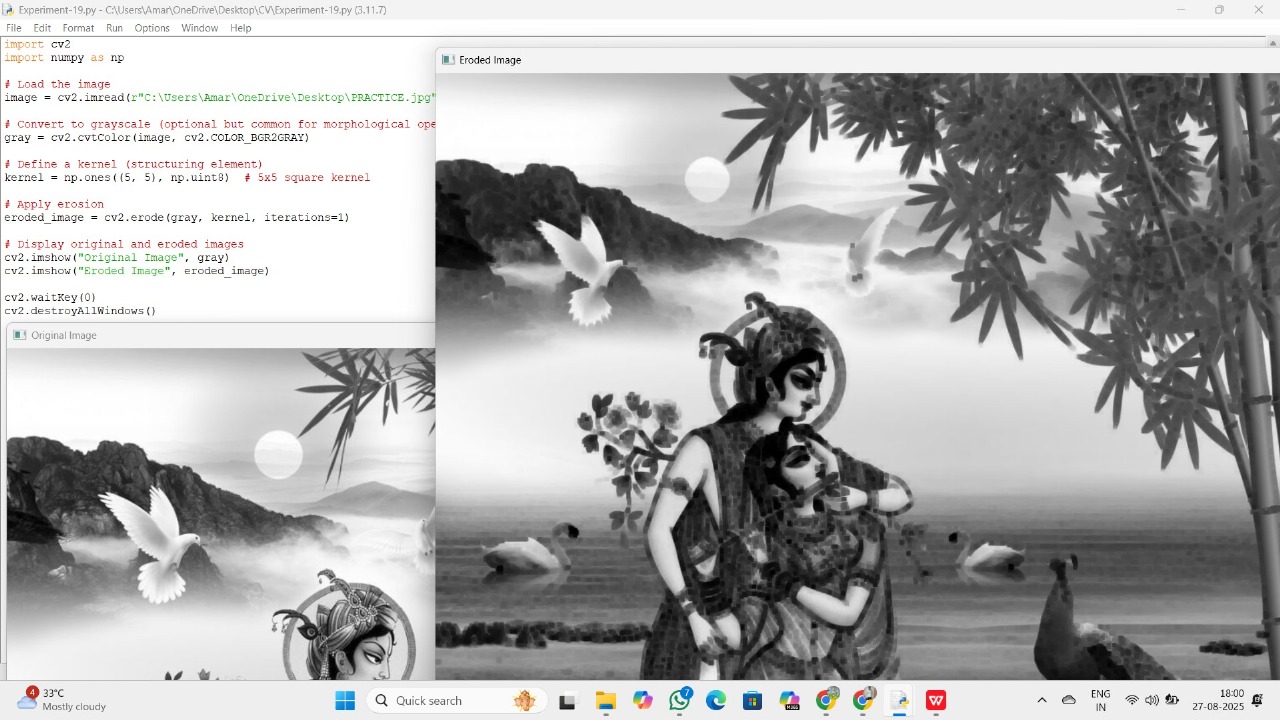 Experiment-19.py - C:\Users\Amar\OneDrive\Desktop\CV\Experiment-19.py (3.11.7)
File Edit Format Run Options Window Help
import cv2
import numpy as np
# Load the image
image = cv2.imread(r"C:\Users\Amar\OneDrive\Desktop\PRACTICE.jpg"
# Convert to grayscale (optional but common for morphological ope
gray = cv2.cvtColor(image, cv2.COLOR_BGR2GRAY)
# Define a kernel (structuring element)
kernel = np.ones((5, 5), np.uint8)  # 5x5 square kernel
# Apply erosion
eroded_image = cv2.erode(gray, kernel, iterations=1)
# Display original and eroded images
cv2.imshow("Original Image", gray)
cv2.imshow("Eroded Image", eroded_image)
cv2.waitKey(0)
cv2.destroyAllWindows()
Eroded Image
Original Image
4
33°C
Mostly cloudy
Quick search
M365
7
ENG
IN
18:00
27-08-2025